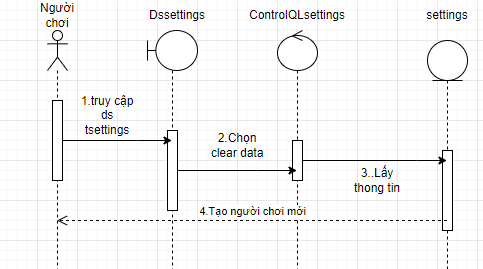 Người
chơi
Dssettings
ControlQLsettings
settings
1.truy cập
ds
tsettings
2.Chọn
clear data
3..Lấy
thong tin
4.Tạo người chơi mới